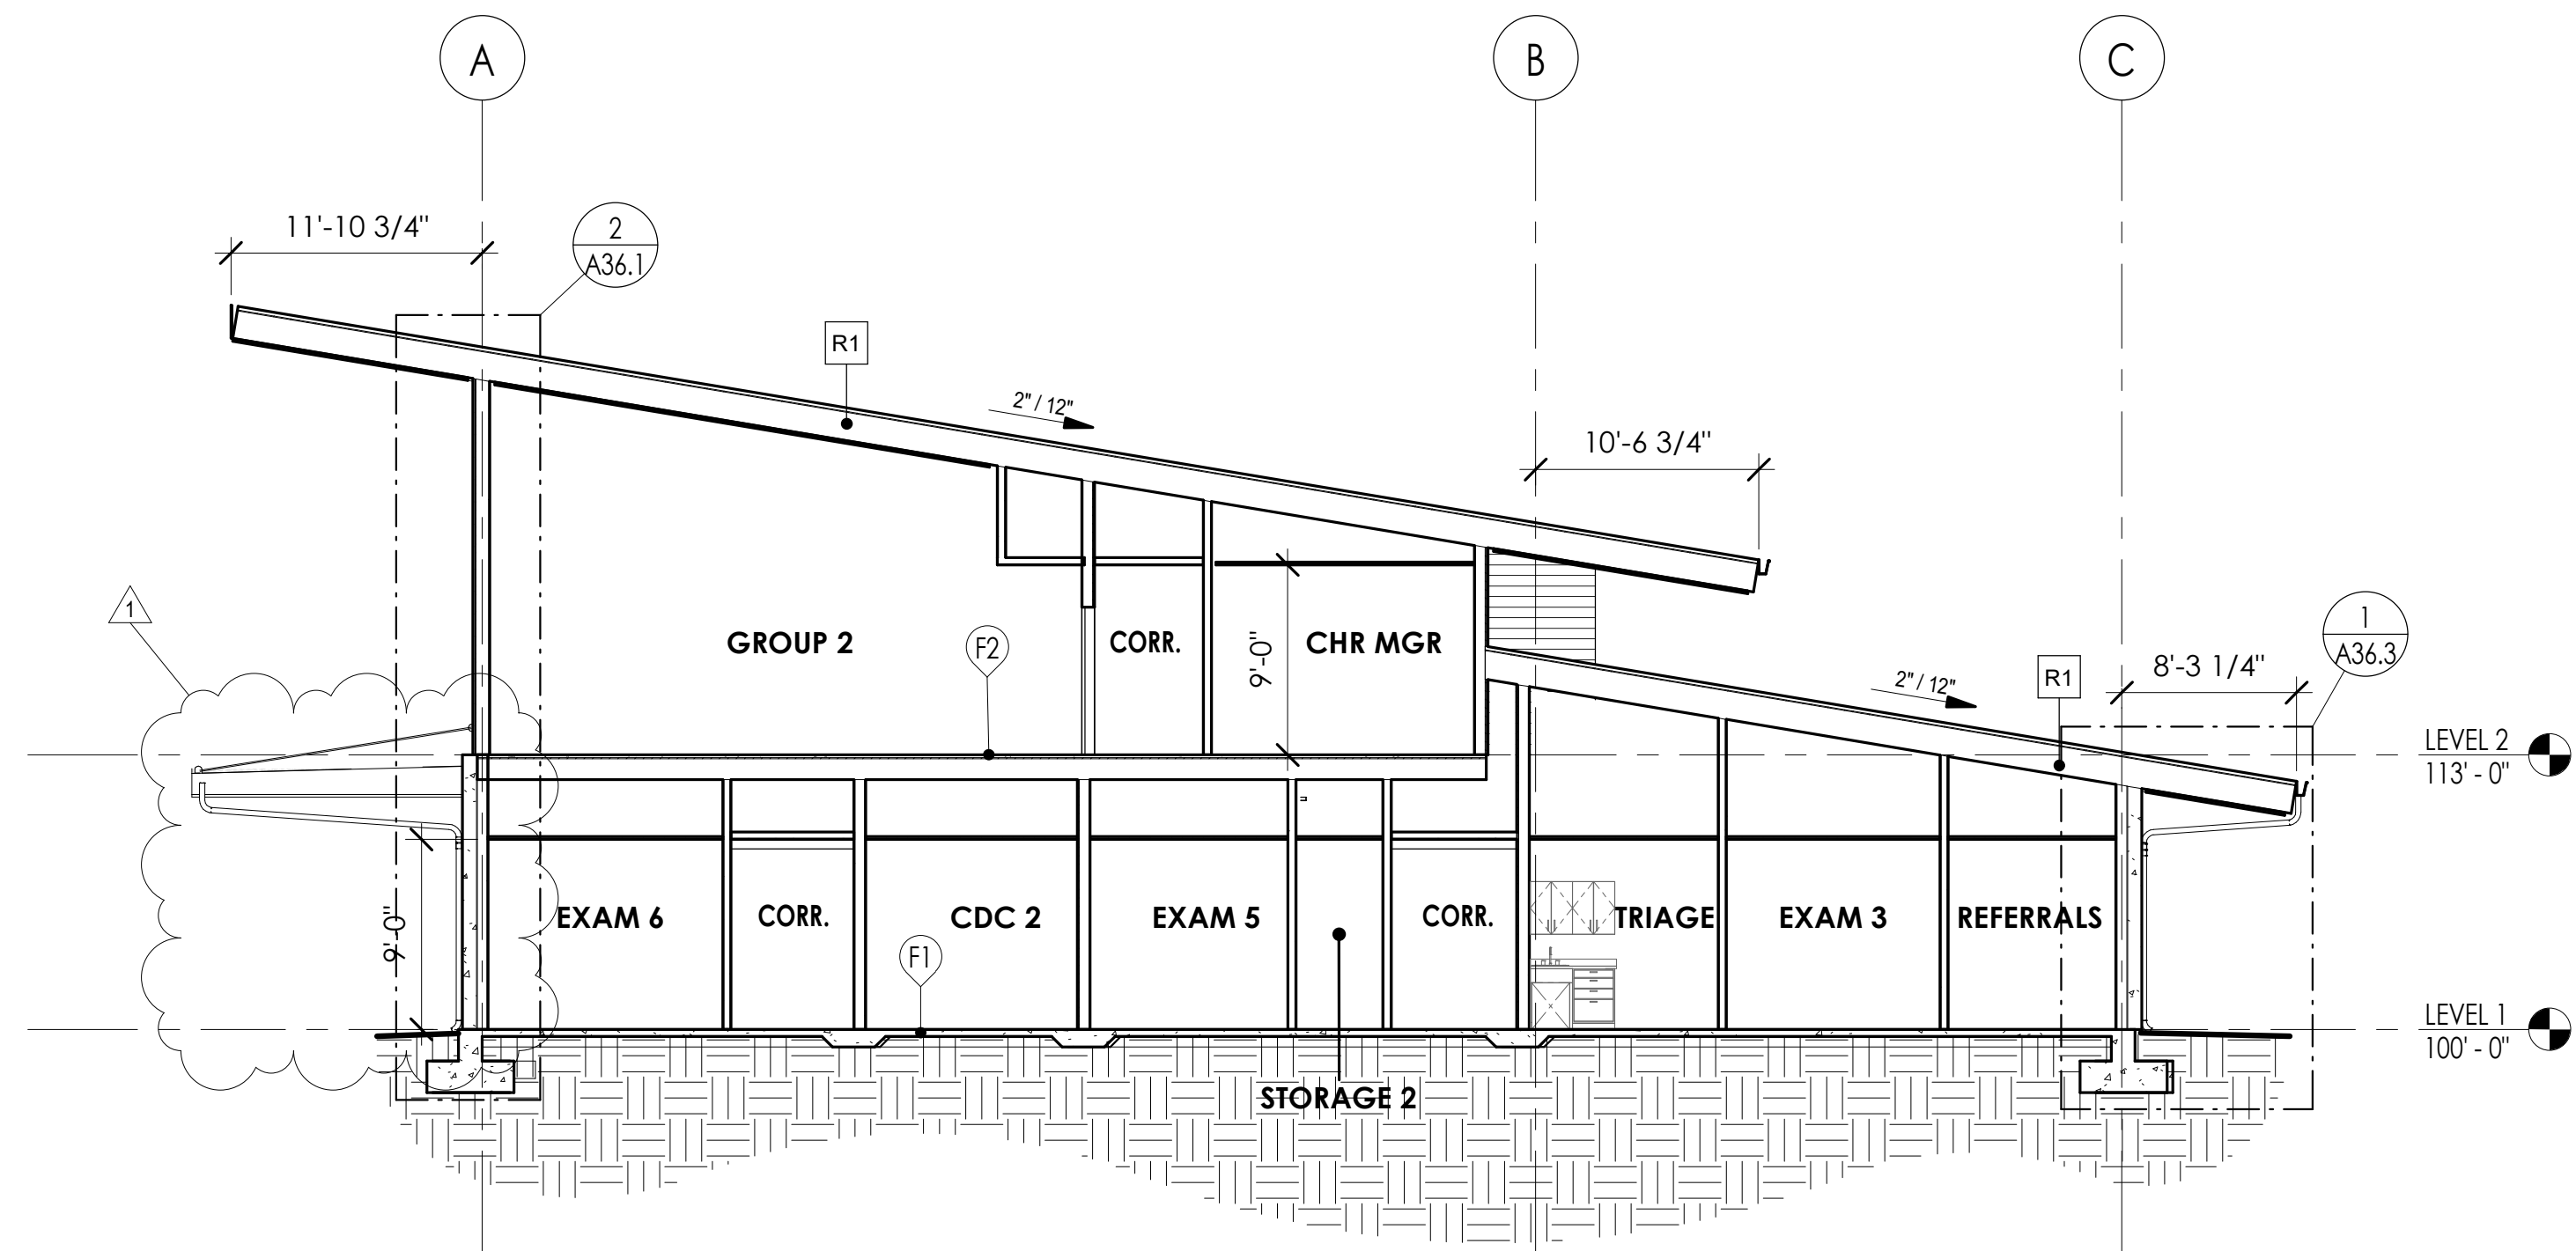 A
B
C
11'-10 3/4"
2
A36.1
R1
2" / 12"
10'-6 3/4"
1
GROUP 2
F2
CORR.
9'-0"
CHR MGR
1
A36.3
2" / 12"
R1
8'-3 1/4"
LEVEL 2
113' - 0"
9'-0"
EXAM 6
CORR.
F1
CDC 2
EXAM 5
CORR.
TRIAGE
EXAM 3
REFERRALS
LEVEL 1
100' - 0"
STORAGE 2